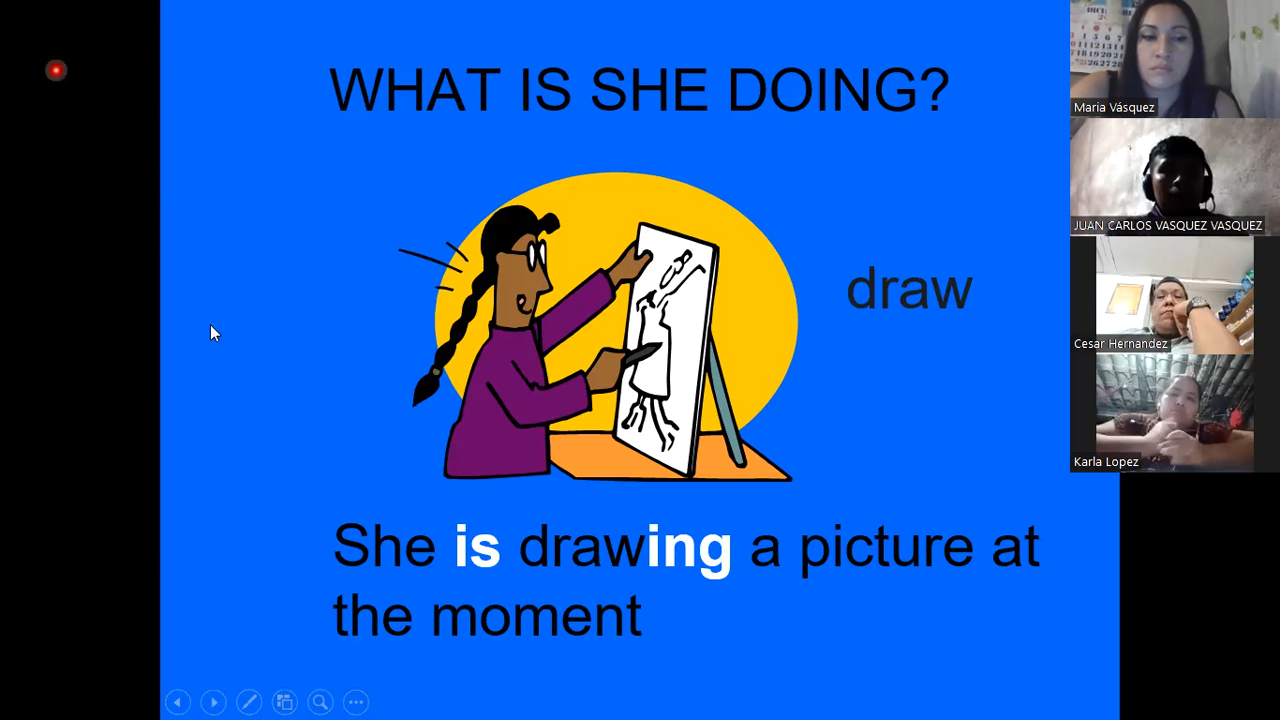 WHAT IS SHE DOING?
draw
She is drawing a picture at
the moment
Maria Vásquez
JUAN CARLOS VASQUEZ VASQUEZ
Cesar Hernandez
Karla Lopez